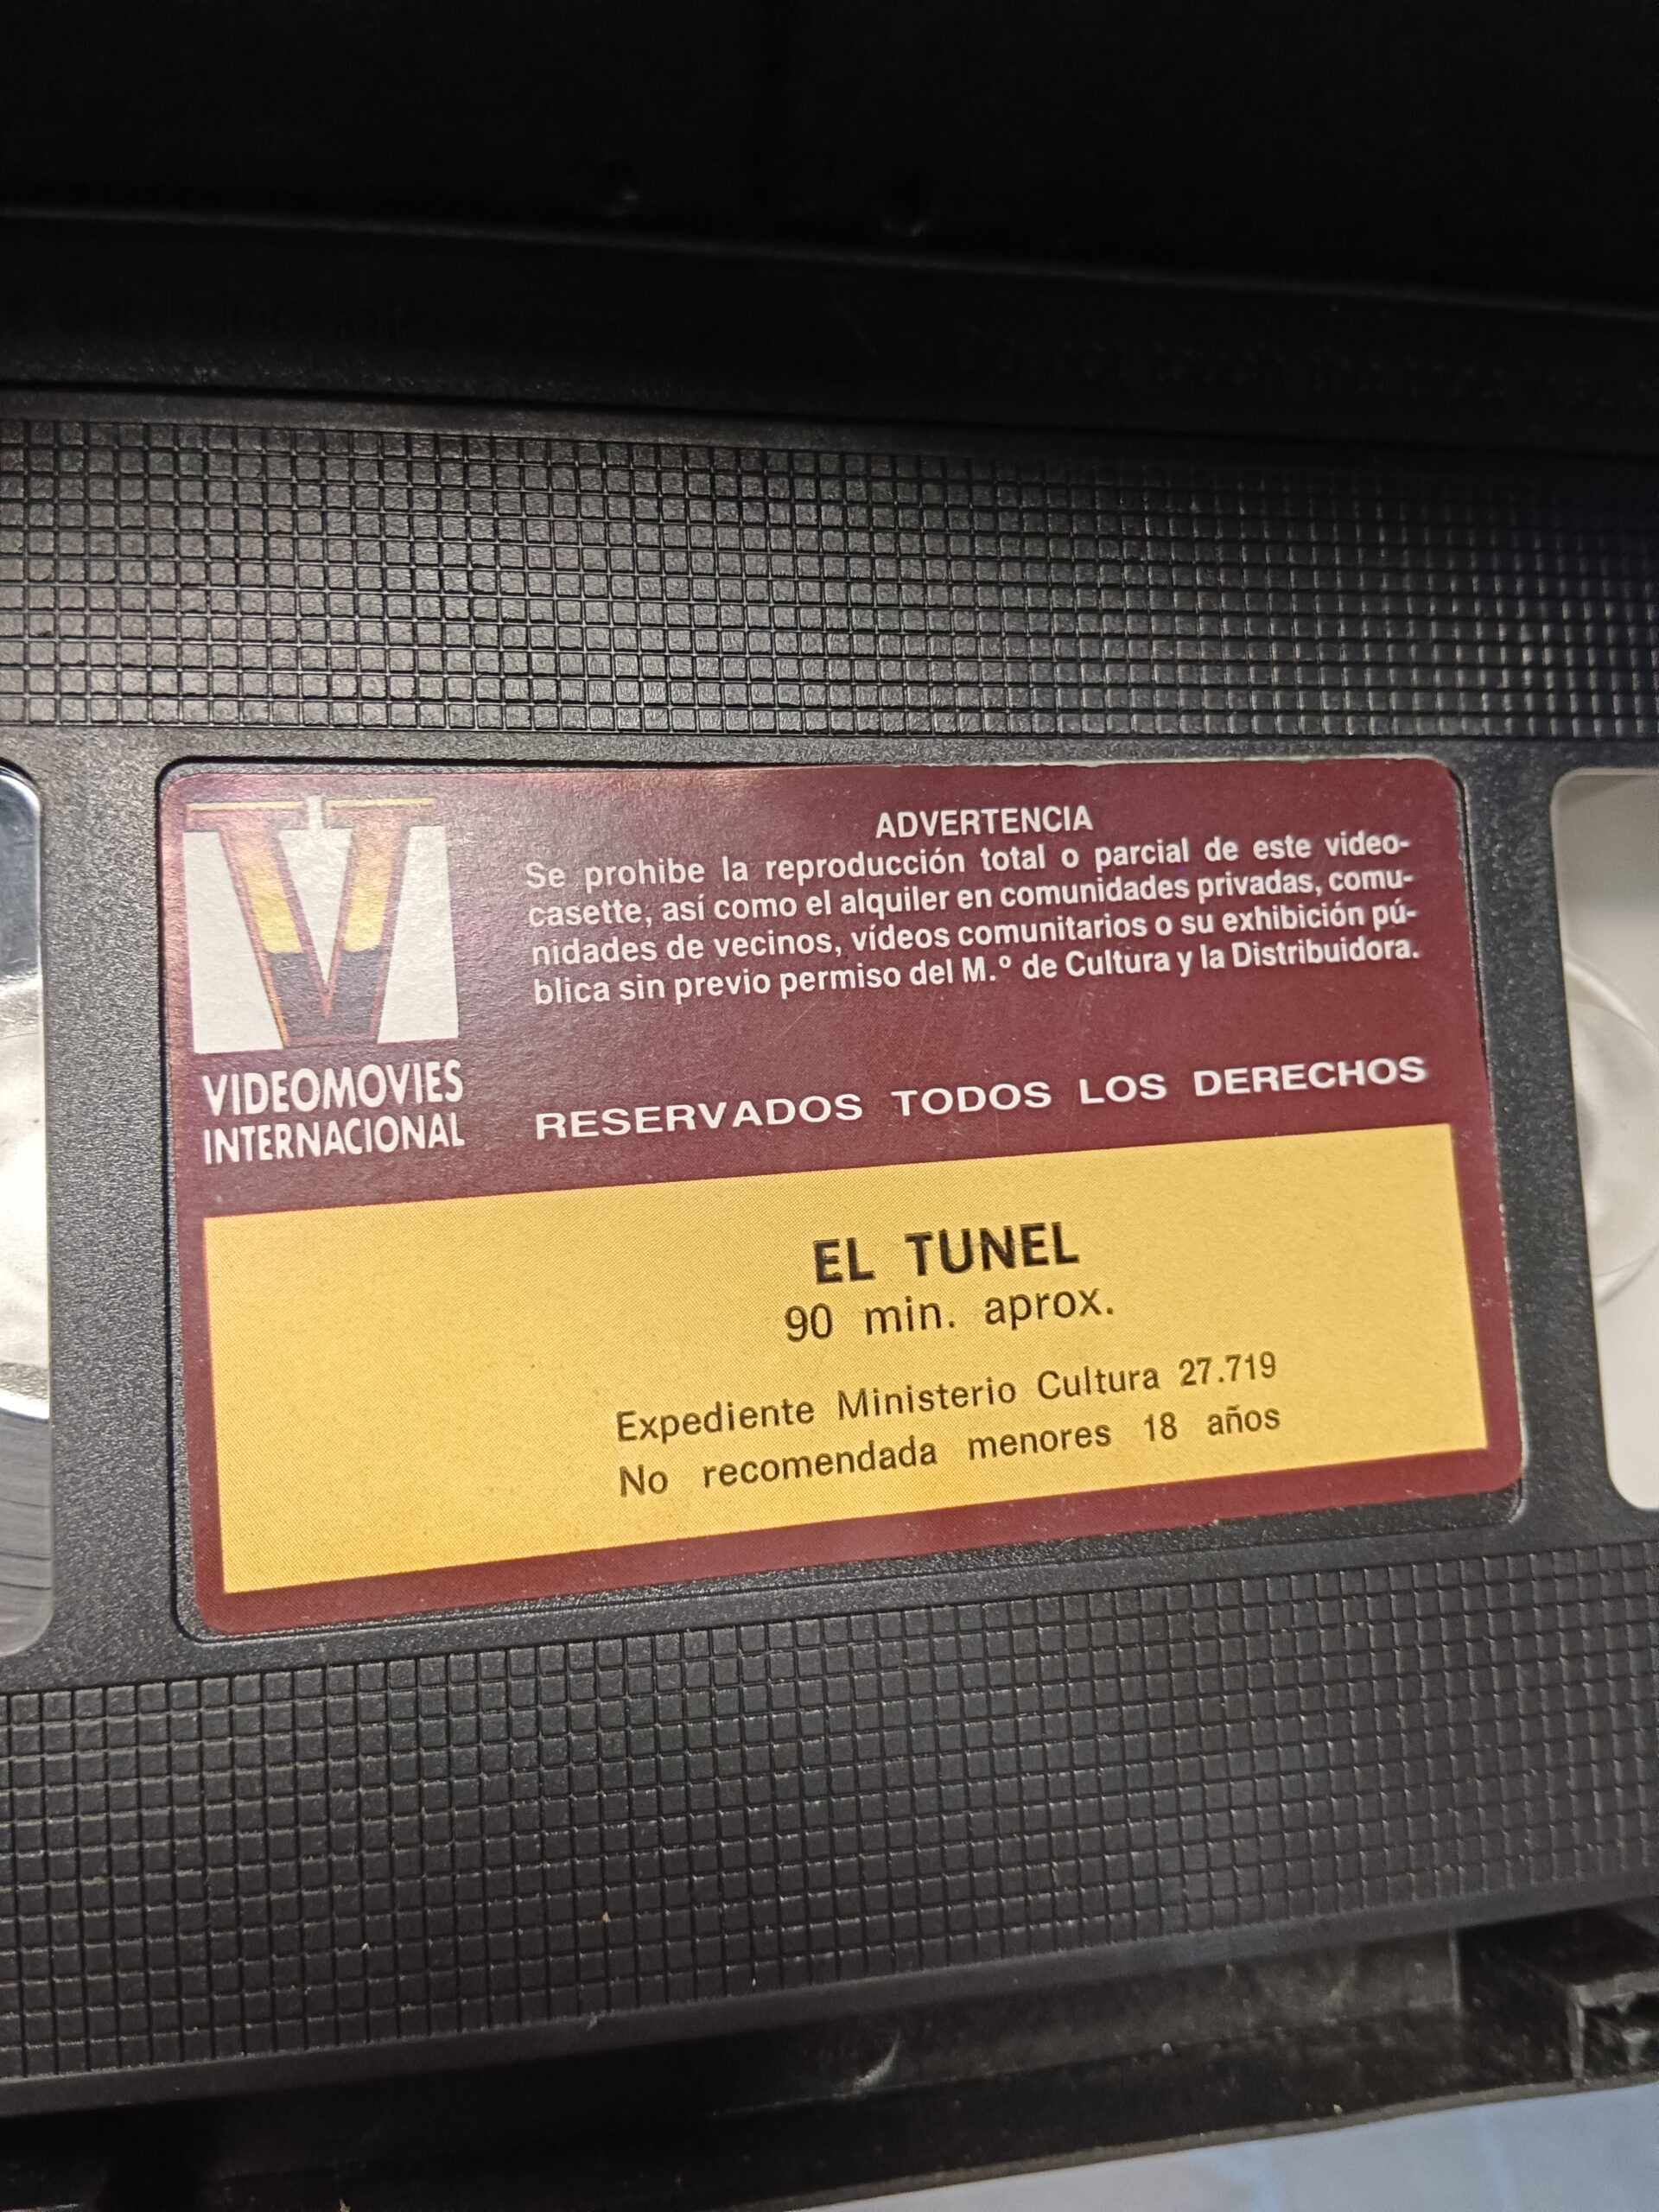 ADVERTENCIA
Se prohibe la reproducción total o parcial de este video-
casette, así como el alquiler en comunidades privadas, comu-
nidades de vecinos, vídeos comunitarios o su exhibición pú-
blica sin previo permiso del M.º de Cultura y la Distribuidora.
VIDEOMOVIES
INTERNACIONAL
RESERVADOS TODOS LOS DERECHOS
EL TUNEL
90 min. aprox.
Expediente Ministerio Cultura 27.719
No recomendada menores 18 años